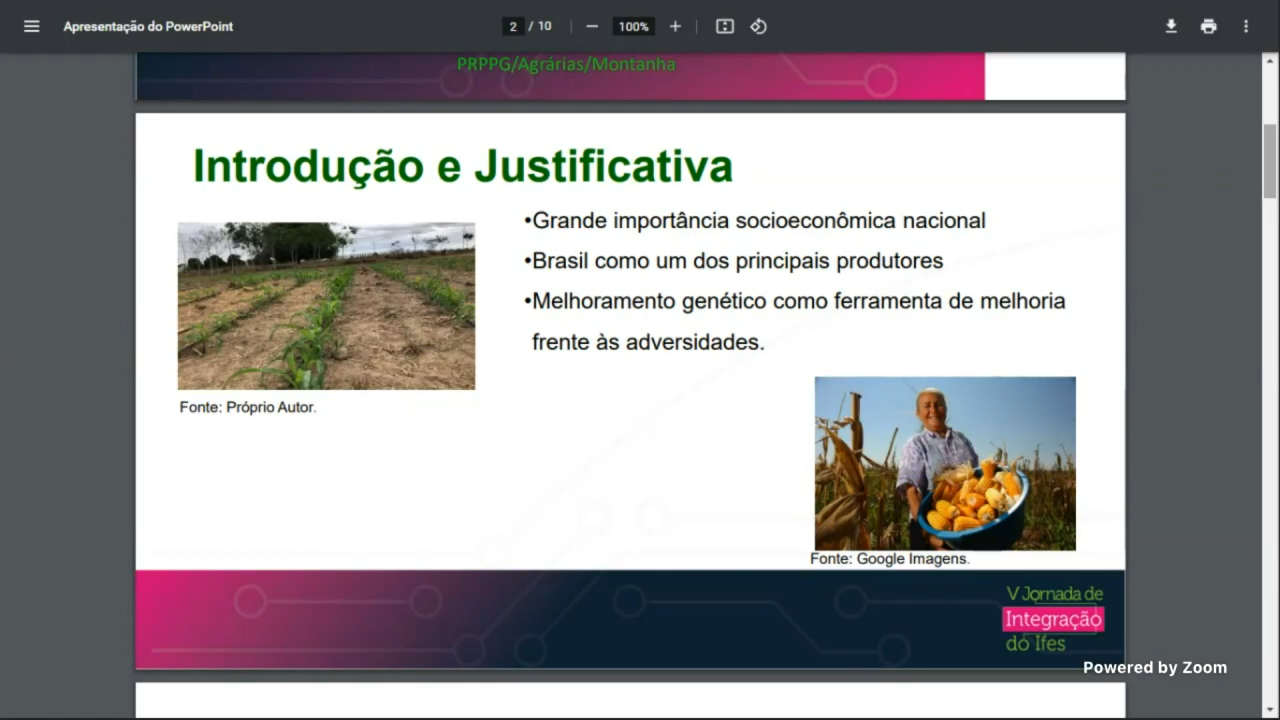 Apresentação do PowerPoint
2 / 10
100%
PRPPG/Agrárias/Montanha
Introdução e Justificativa
•Grande importância socioeconômica nacional
•Brasil como um dos principais produtores
•Melhoramento genético como ferramenta de melhoria
frente às adversidades.
Fonte: Próprio Autor.
Fonte: Google Imagens.
V Jornada de
Integração
do Ifes
Powered by Zoom